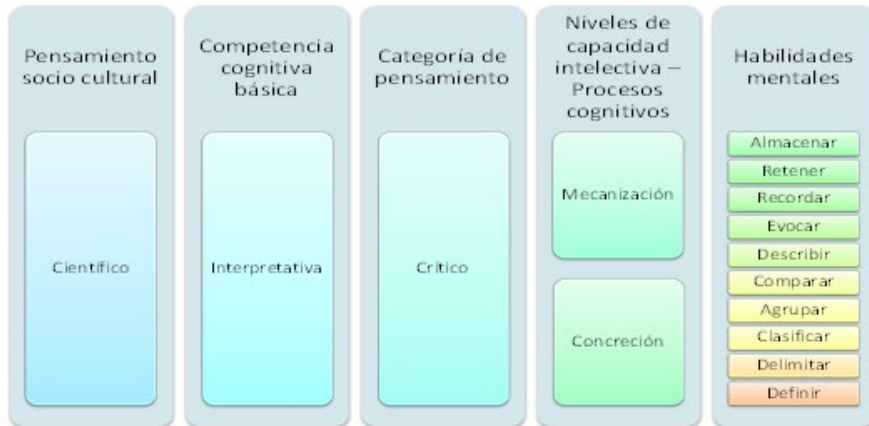 Pensamiento
socio cultural
Científico
Competencia
cognitiva
básica
Interpretativa
Categoría de
pensamiento
Crítico
Niveles de
capacidad
intelectiva –
Procesos
cognitivos
Mecanización
Concreción
Habilidades
mentales
Almacenar
Retener
Recordar
Evocar
Describir
Comparar
Agrupar
Clasificar
Delimitar
Definir